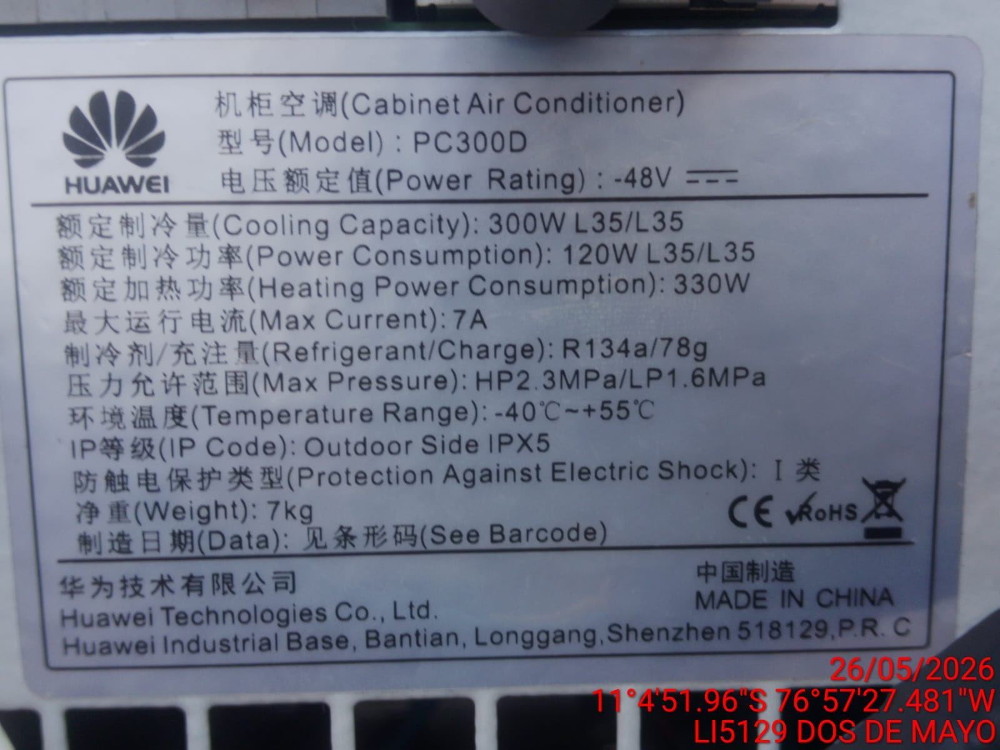 机柜空调(Cabinet Air Conditioner)
型号(Model) : PC300D
电压额定值(Power Rating) : -48V
HUAWEI
额定制冷量(Cooling Capacity): 300W L35/L35
额定制冷功率(Power Consumption): 120W L35/L35
额定加热功率(Heating Power Consumption): 330W
最大运行电流(Max Current): 7A
制冷剂/充注量(Refrigerant/Charge): R134a/78g
压力允许范围(Max Pressure): HP2.3MPa/LP1.6MPa
环境温度(Temperature Range): -40℃~+55℃
IP等级(IP Code): Outdoor Side IPX5
防触电保护类型(Protection Against Electric Shock): I 类
净重(Weight): 7kg
CE RoHS
制造日期(Data): 见条形码(See Barcode)
华为技术有限公司
Huawei Technologies Co., Ltd.
中国制造
MADE IN CHINA
Huawei Industrial Base, Bantian, Longgang,Shenzhen 518129,P.R. C
26/05/2026
11°4'51.96"S 76°57'27.481"W
LI5129 DOS DE MAYO